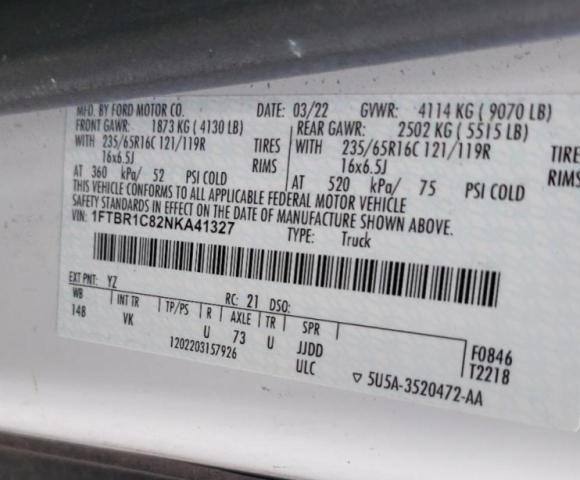 MFD. BY FORD MOTOR CO. DATE: 03/22 GVWR: 4114 KG ( 9070 LB)
FRONT GAWR: 1873 KG ( 4130 LB) REAR GAWR: 2502 KG ( 5515 LB)
WITH 235/65R16C 121/119R TIRES WITH 235/65R16C 121/119R TIRE
16x6.5J RIMS 16x6.5J RIMS
AT 360 kPa/ 52 PSI COLD AT 520 kPa/ 75 PSI COLD
THIS VEHICLE CONFORMS TO ALL APPLICABLE FEDERAL MOTOR VEHICLE
SAFETY STANDARDS IN EFFECT ON THE DATE OF MANUFACTURE SHOWN ABOVE.
VIN: 1FTBR1C82NKA41327
TYPE: Truck
EXT PNT: YZ RC: 21 DSO:
WB INT TR TP/PS R AXLE TR SPR
148 VK U 73 U JJDD
1202203157926 ULC
F0846
T2218
▽ 5U5A-3520472-AA